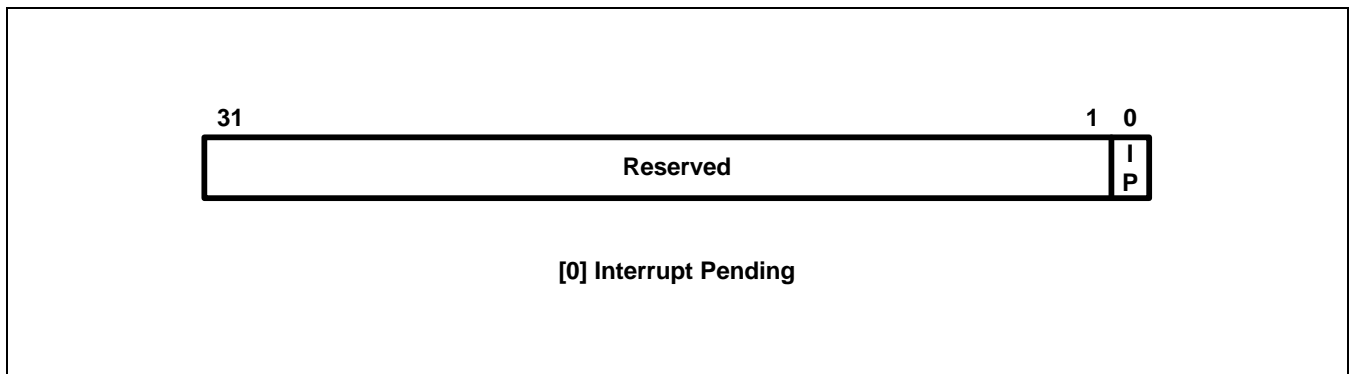 31 1 0
Reserved
I
P
[0] Interrupt Pending